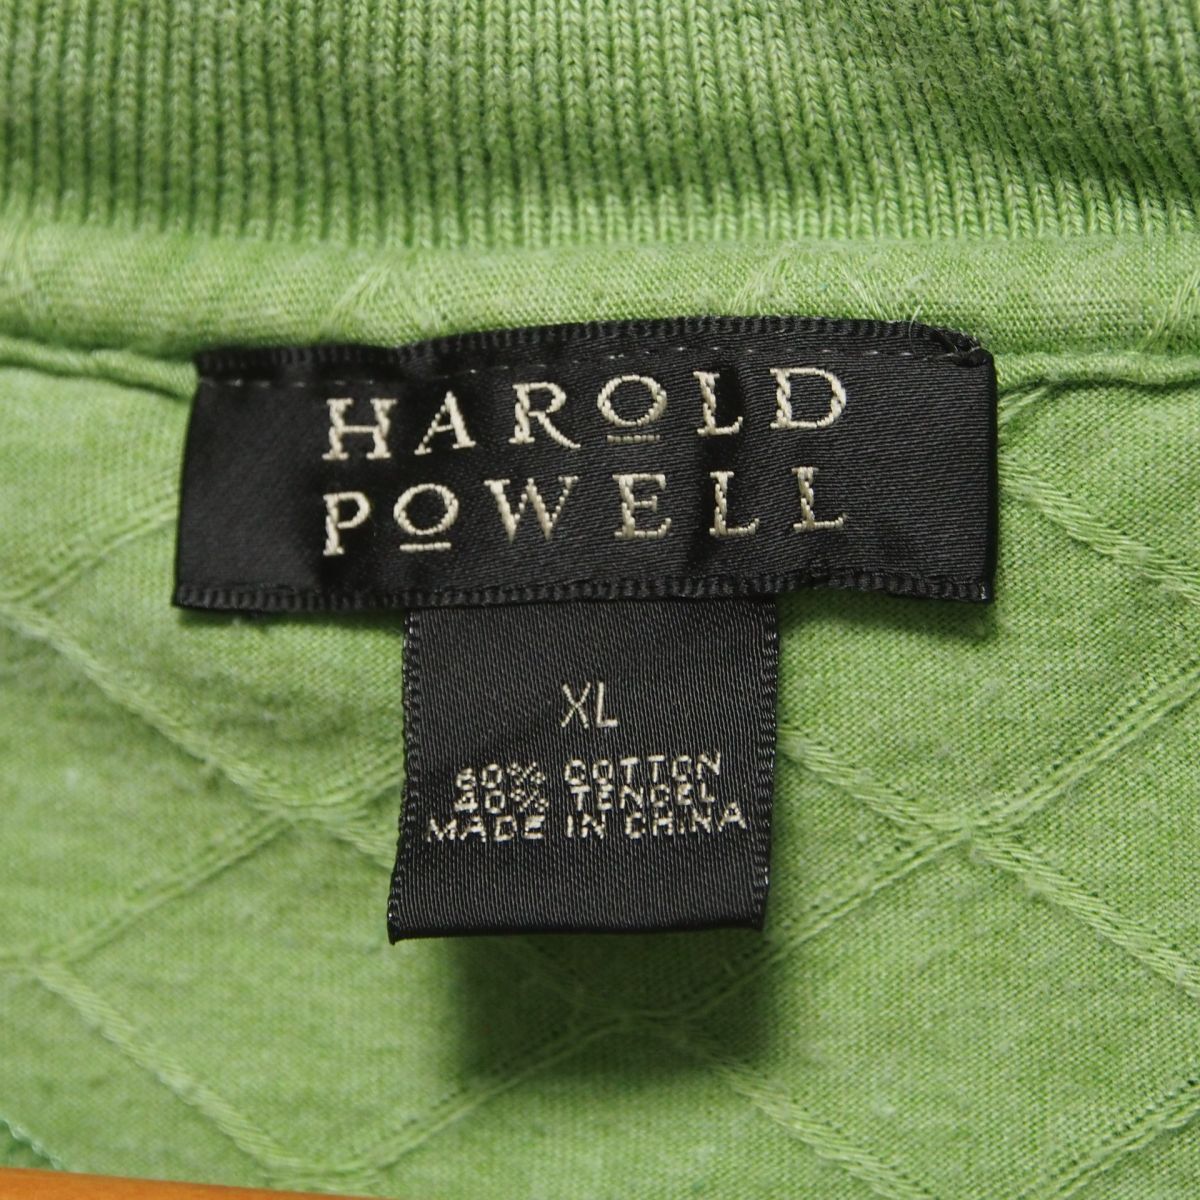 HAROLD
POWELL
XL
60% COTTON
40% TENCEL
MADE IN CHINA